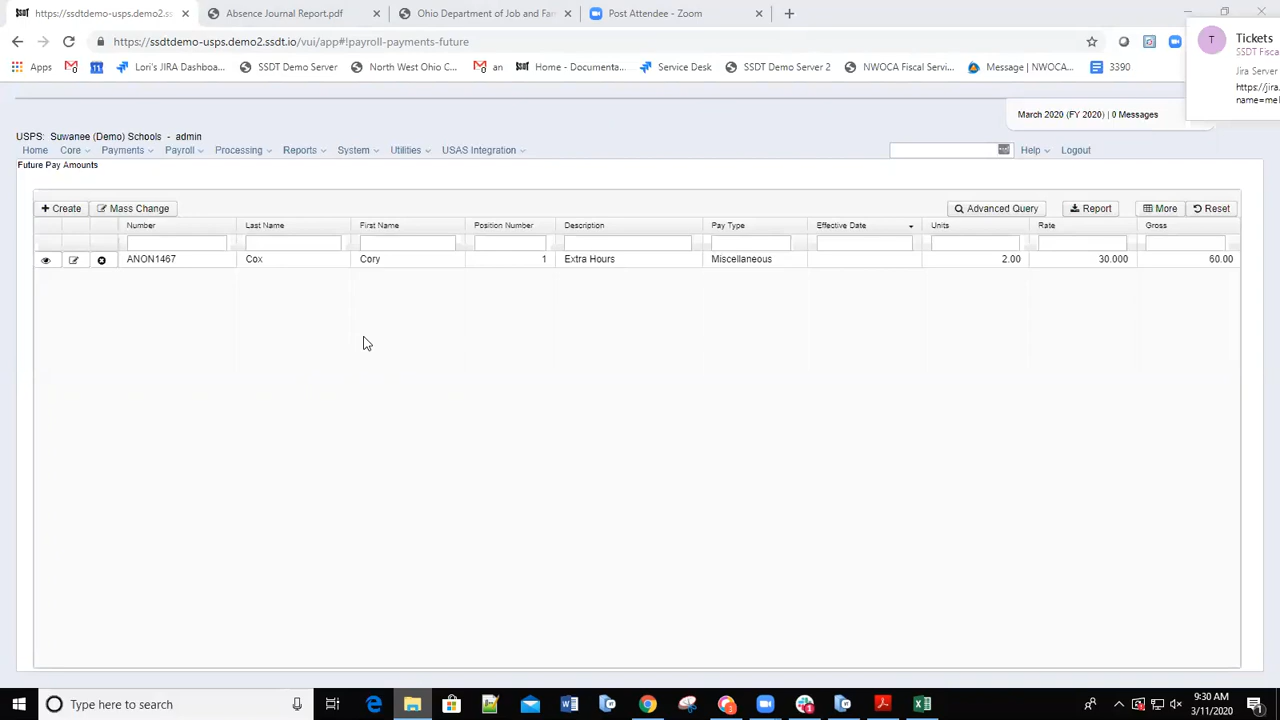 https://ssdtdemo-usps.demo2.ss
Absence Journal Report.pdf
Ohio Department of Job and Fam
Post Attendee - Zoom
https://ssdtdemo-usps.demo2.ssdt.io/vui/app#!payroll-payments-future
Apps
Lori's JIRA Dashboa...
SSDT Demo Server
North West Ohio C...
an
Home - Documenta...
Service Desk
SSDT Demo Server 2
NWOCA Fiscal Servi...
Message | NWOCA...
3390
T
Tickets
SSDT Fisca
Jira Server
https://jira.
name=mel
March 2020 (FY 2020) | 0 Messages
USPS: Suwanee (Demo) Schools - admin
Home Core Payments Payroll Processing Reports System Utilities USAS Integration Help Logout
Future Pay Amounts
Create Mass Change Advanced Query Report More Reset
Number Last Name First Name Position Number Description Pay Type Effective Date Units Rate Gross
ANON1467 Cox Cory 1 Extra Hours Miscellaneous 2.00 30.000 60.00
Type here to search
9:30 AM
3/11/2020